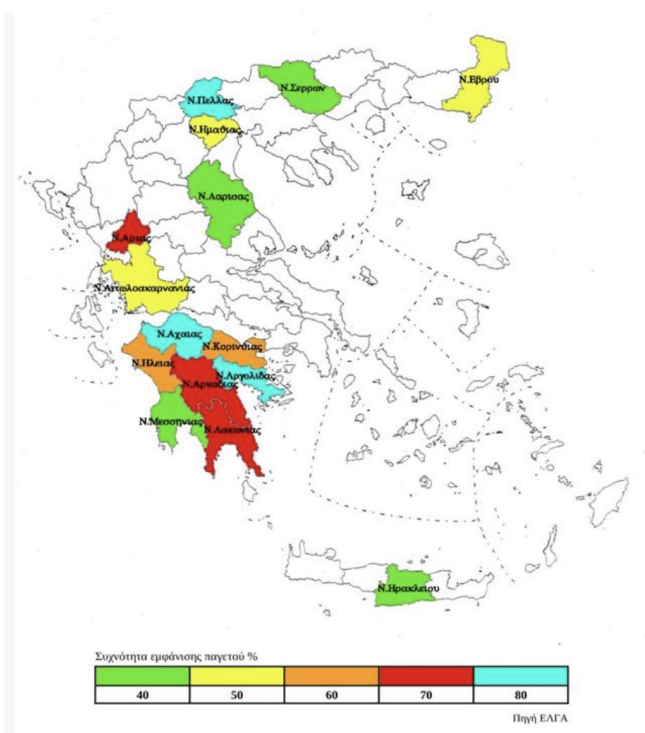 Ν.Εβρου
Ν.Σερρων
Ν.Πελλας
Ν.Ημαθιας
Ν.Λαρισας
Ν.Αρτας
Ν.Αιτωλοακαρνανιας
Ν.Αχαιας
Ν.Κορινθιας
Ν.Ηλειας
Ν.Αργολιδας
Ν.Αρκαδιας
Ν.Μεσσηνιας
Ν.Λακωνιας
Ν.Ηρακλειου
Συχνότητα εμφάνισης παγετού %
40 50 60 70 80
Πηγή ΕΛΓΑ